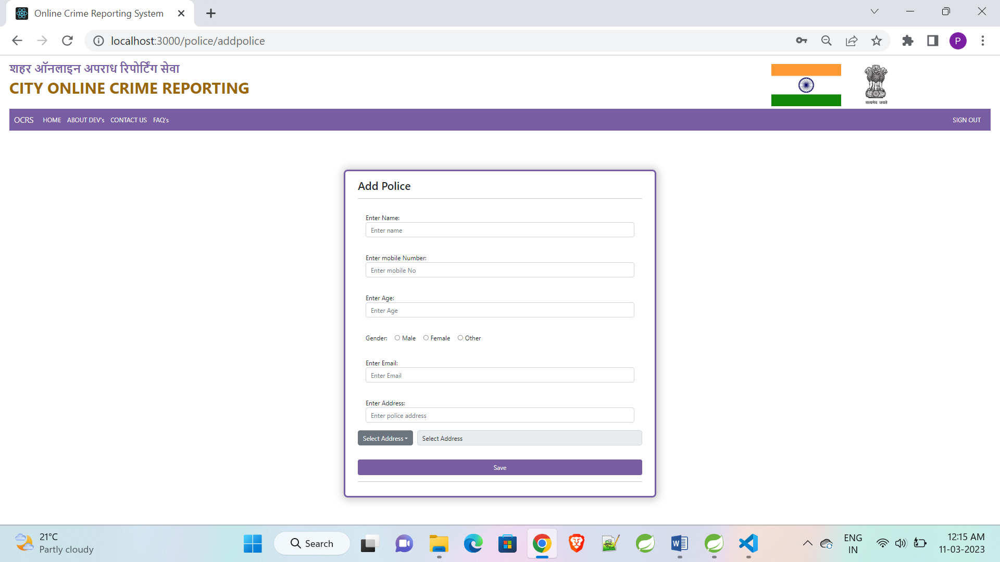 Online Crime Reporting System
localhost:3000/police/addpolice
P
शहर ऑनलाइन अपराध रिपोर्टिंग सेवा
CITY ONLINE CRIME REPORTING
सत्यमेव जयते
OCRS HOME ABOUT DEV's CONTACT US FAQ's SIGN OUT
Add Police
Enter Name:
Enter name
Enter mobile Number:
Enter mobile No
Enter Age:
Enter Age
Gender: Male Female Other
Enter Email:
Enter Email
Enter Address:
Enter police address
Select Address Select Address
Save
21°C
Partly cloudy
Search
W
ENG
IN
12:15 AM
11-03-2023